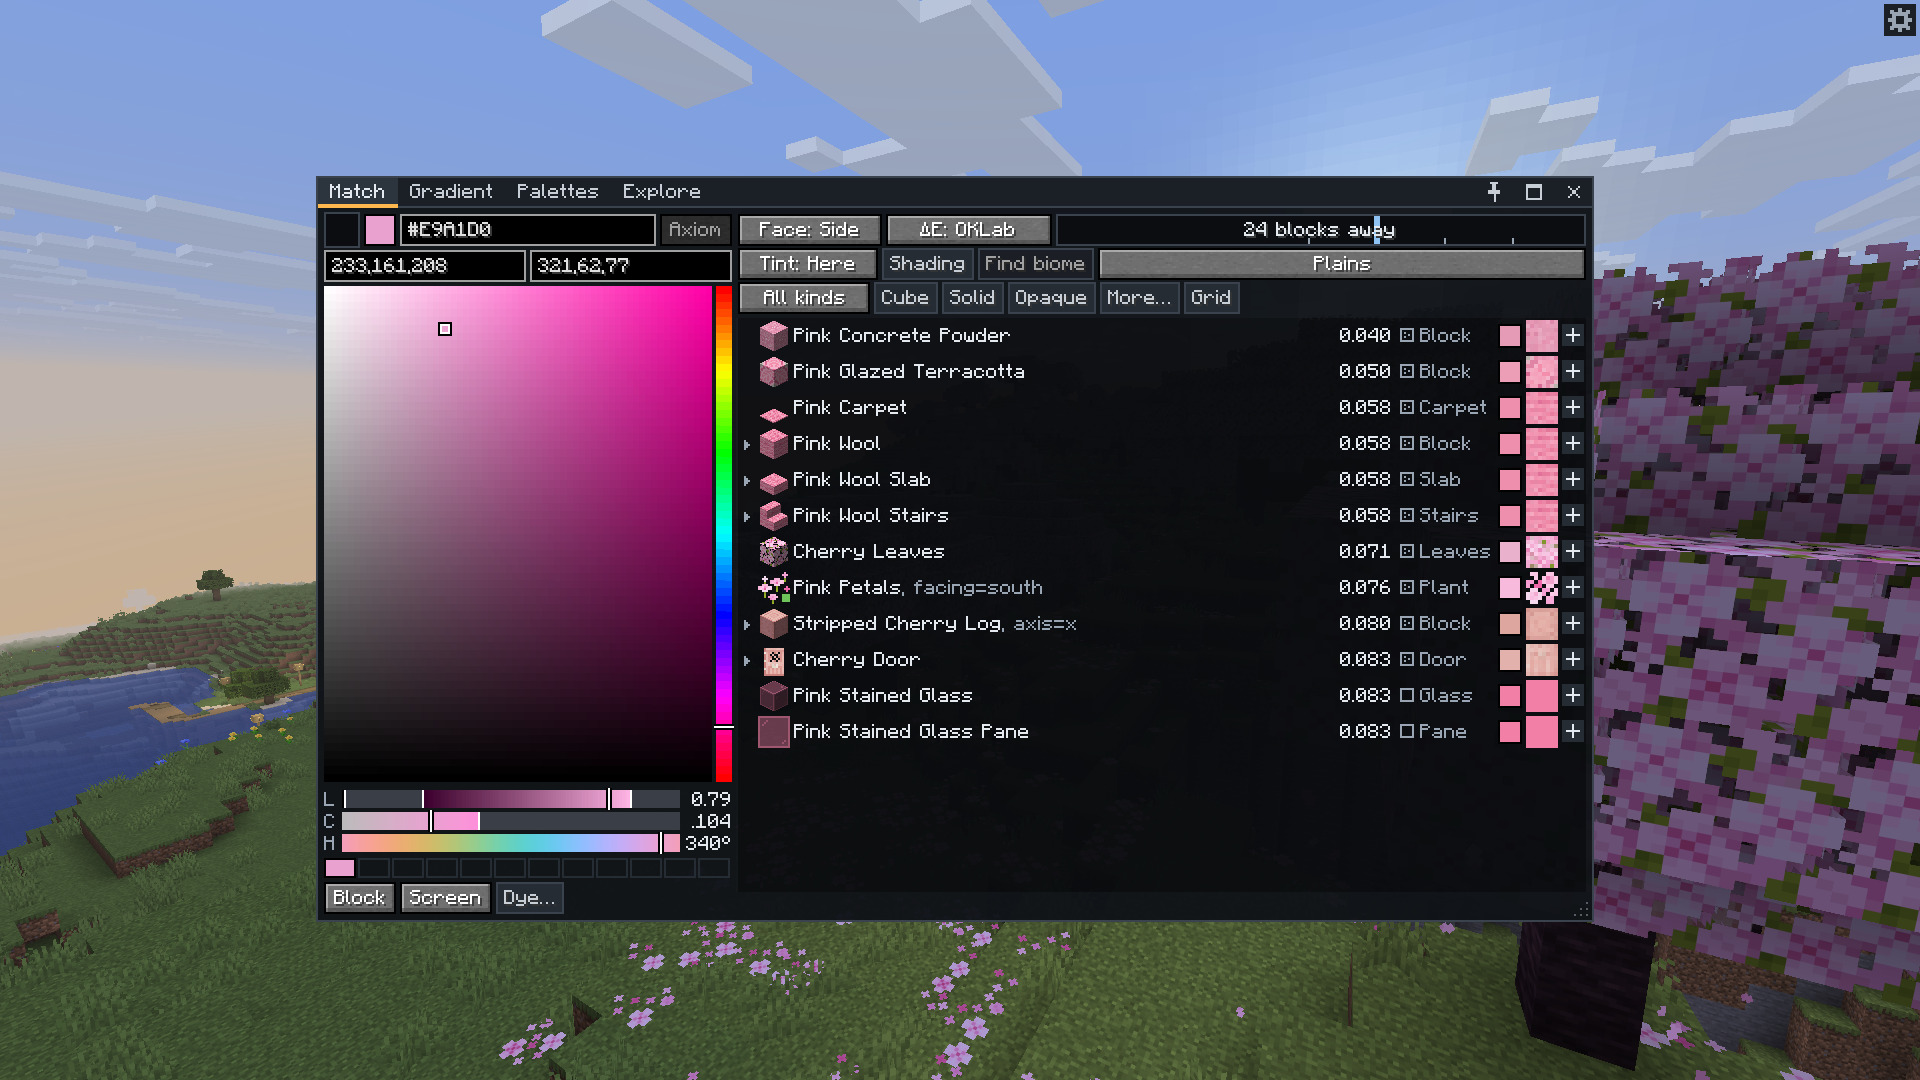 Match Gradient Palettes Explore
#E9A1D0 Axiom Face: Side ΔE: OKLab 24 blocks away
233,161,208 321,62,77 Tint: Here Shading Find biome Plains
All kinds Cube Solid Opaque More... Grid
Pink Concrete Powder 0.040 Block
Pink Glazed Terracotta 0.050 Block
Pink Carpet 0.058 Carpet
Pink Wool 0.058 Block
Pink Wool Slab 0.058 Slab
Pink Wool Stairs 0.058 Stairs
Cherry Leaves 0.071 Leaves
Pink Petals, facing=south 0.076 Plant
Stripped Cherry Log, axis=x 0.080 Block
Cherry Door 0.083 Door
Pink Stained Glass 0.083 Glass
Pink Stained Glass Pane 0.083 Pane
L 0.79
C .104
H 340°
Block Screen Dye...